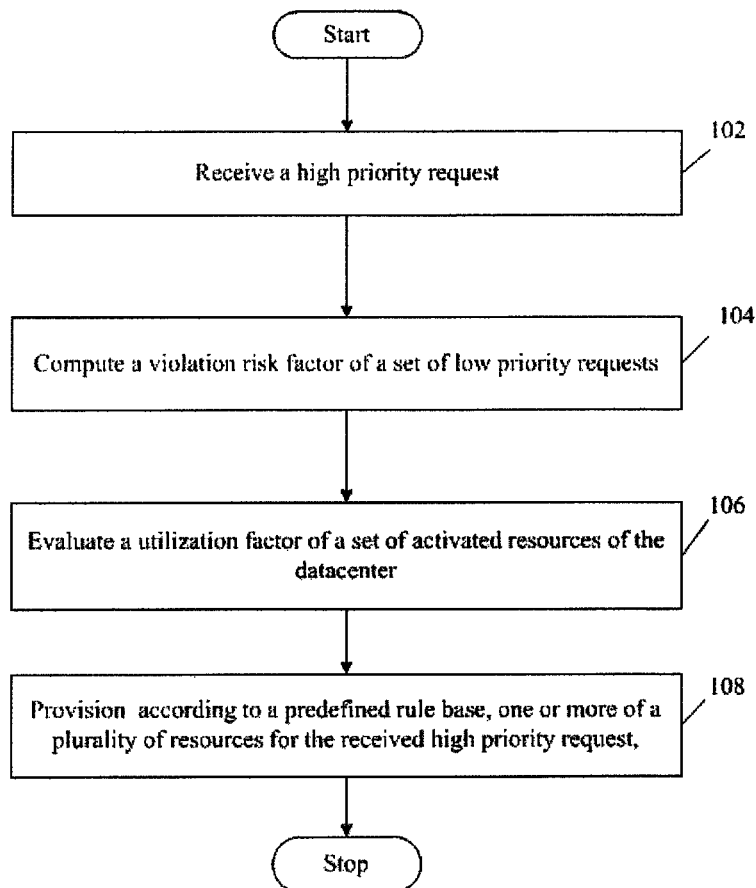 Start
102
Receive a high priority request
104
Compute a violation risk factor of a set of low priority requests
106
Evaluate a utilization factor of a set of activated resources of the
datacenter
108
Provision according to a predefined rule base, one or more of a
plurality of resources for the received high priority request,
Stop